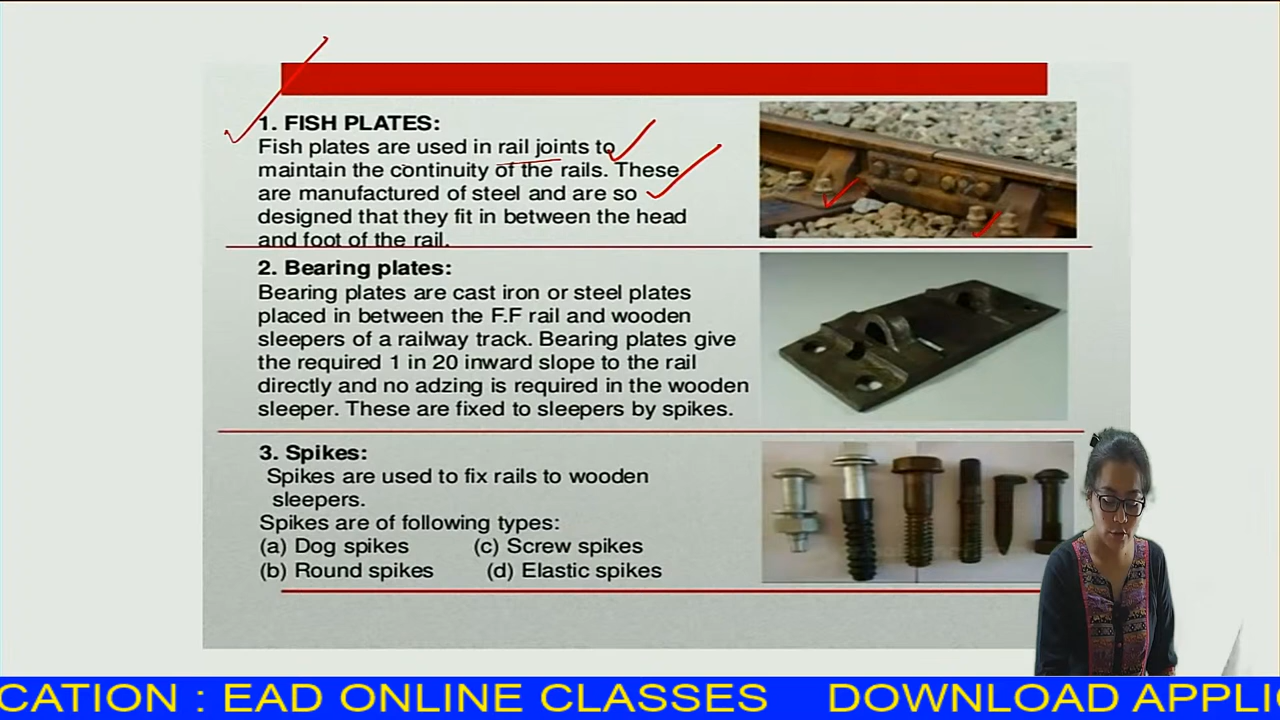 1. FISH PLATES:
Fish plates are used in rail joints to
maintain the continuity of the rails. These
are manufactured of steel and are so
designed that they fit in between the head
and foot of the rail.
2. Bearing plates:
Bearing plates are cast iron or steel plates
placed in between the F.F rail and wooden
sleepers of a railway track. Bearing plates give
the required 1 in 20 inward slope to the rail
directly and no adzing is required in the wooden
sleeper. These are fixed to sleepers by spikes.
3. Spikes:
Spikes are used to fix rails to wooden
sleepers.
Spikes are of following types:
(a) Dog spikes (c) Screw spikes
(b) Round spikes (d) Elastic spikes
CATION : EAD ONLINE CLASSES DOWNLOAD APPLIC